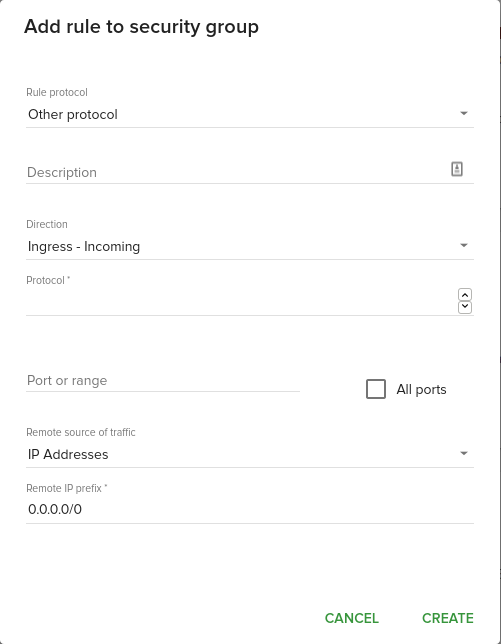 Add rule to security group
Rule protocol
Other protocol
Description
Direction
Ingress - Incoming
Protocol *
Port or range
All ports
Remote source of traffic
IP Addresses
Remote IP prefix *
0.0.0.0/0
CANCEL CREATE